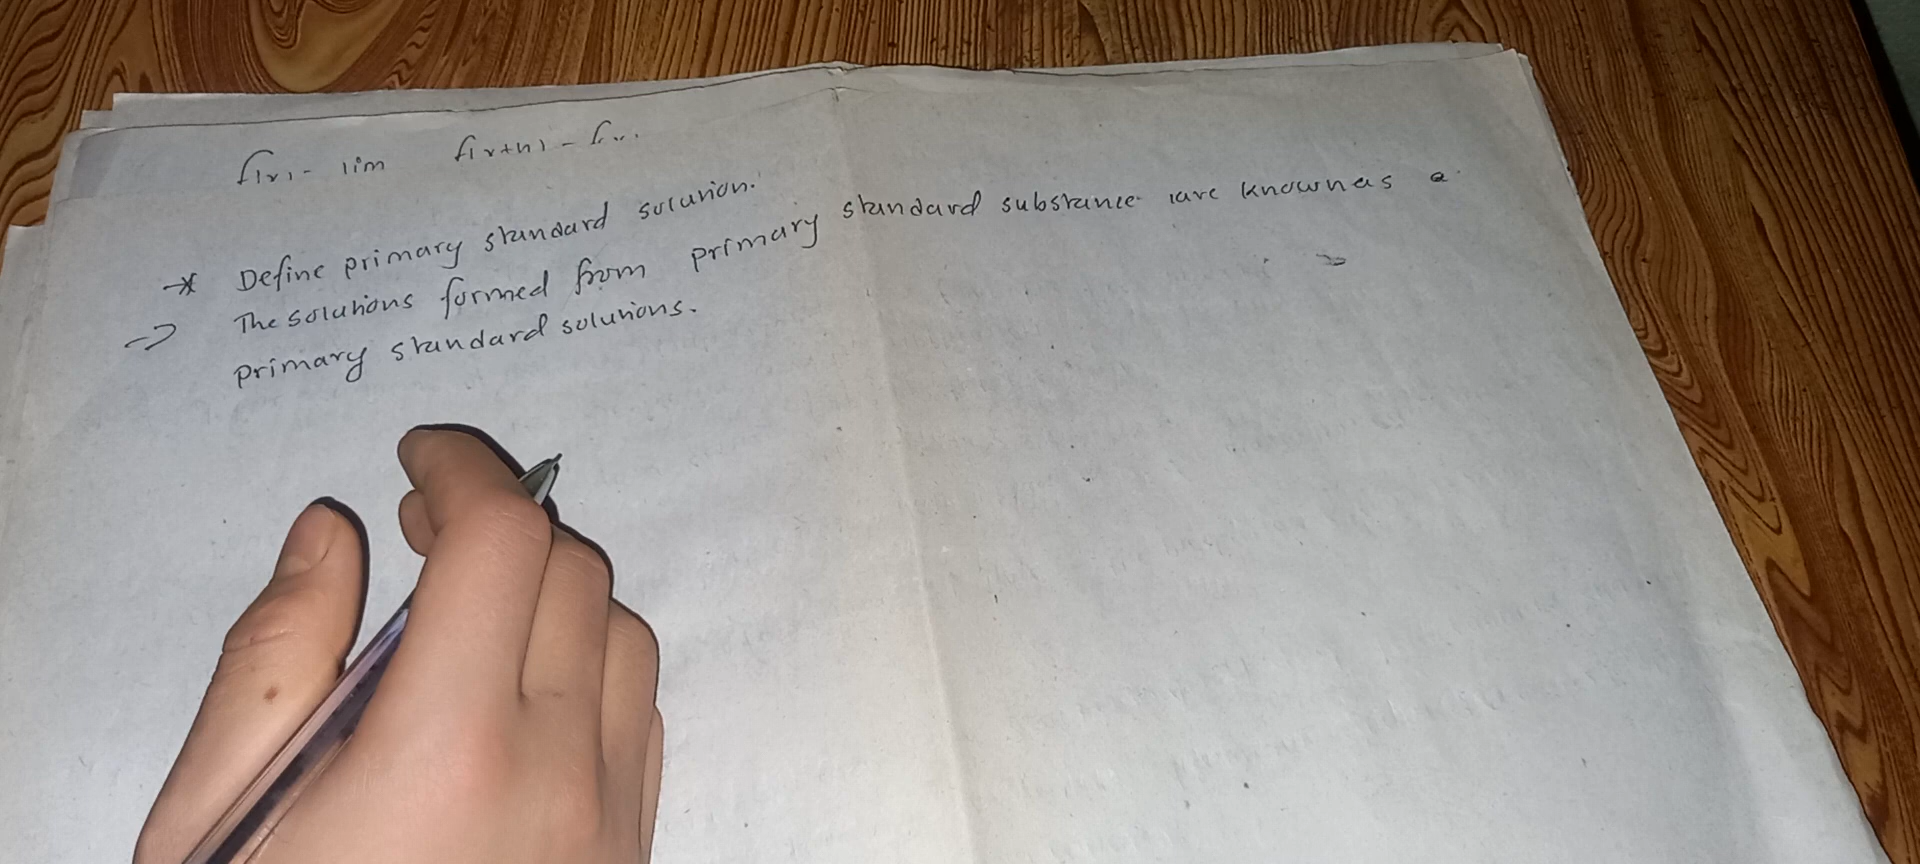 f(x) - lim f(x+h) - f
* Define primary standard solution.
-> The solutions formed from primary standard substance are known as a
primary standard solutions.